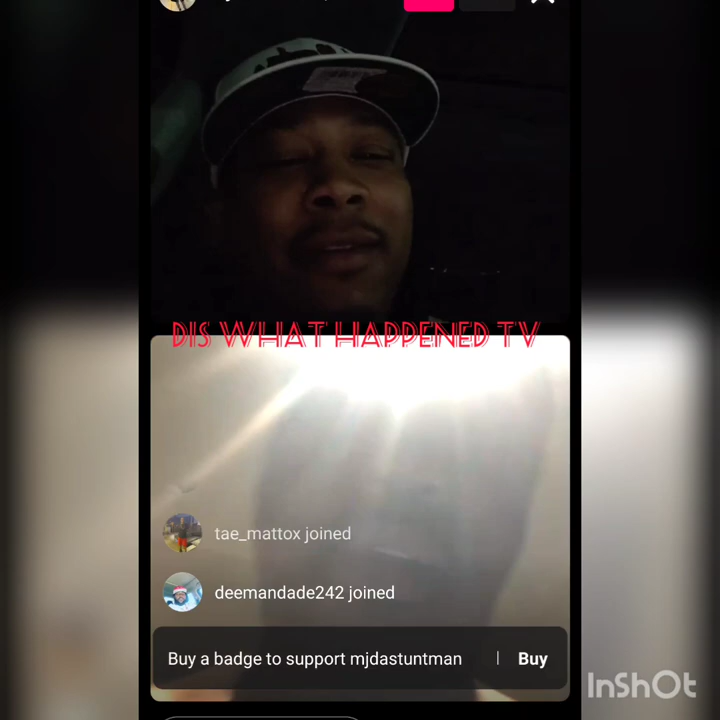 DIS WHAT HAPPENED TV
tae_mattox joined
deemandade242 joined
Buy a badge to support mjdastuntman | Buy
InShOt